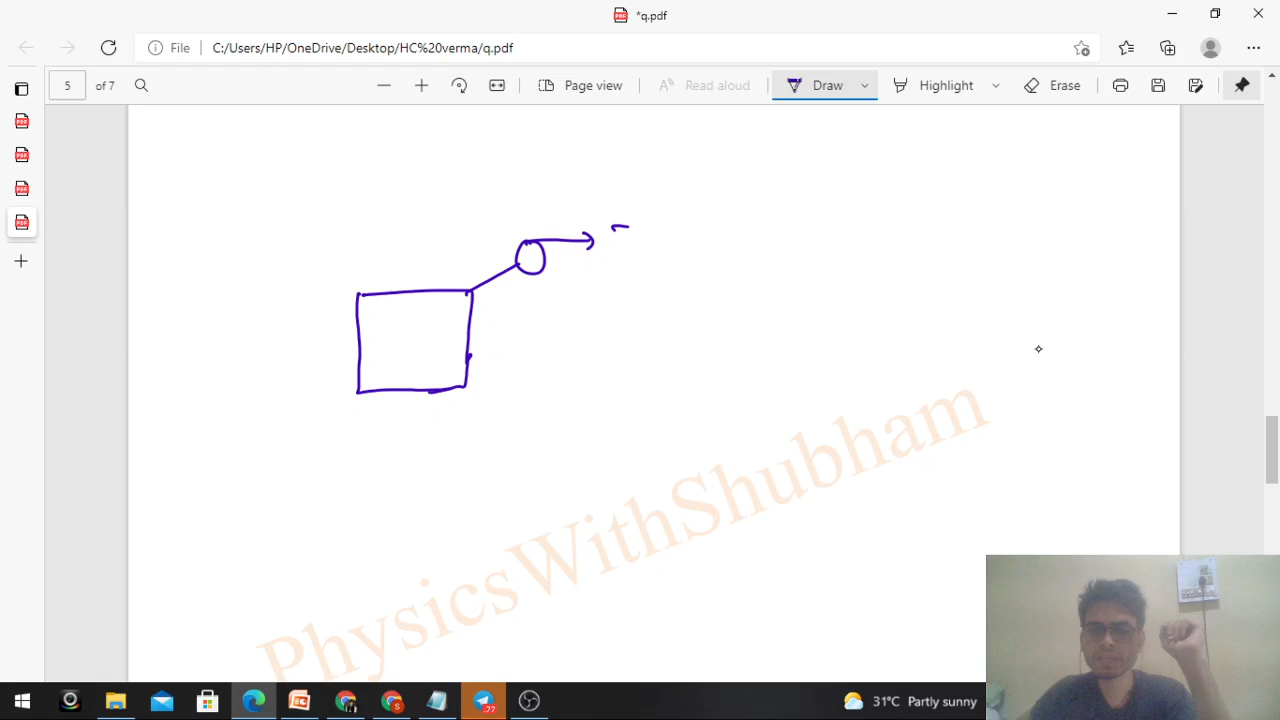 *q.pdf
File C:/Users/HP/OneDrive/Desktop/HC%20verma/q.pdf
5 of 7 Page view Read aloud Draw Highlight Erase
PhysicsWithShubham
77 31°C Partly sunny